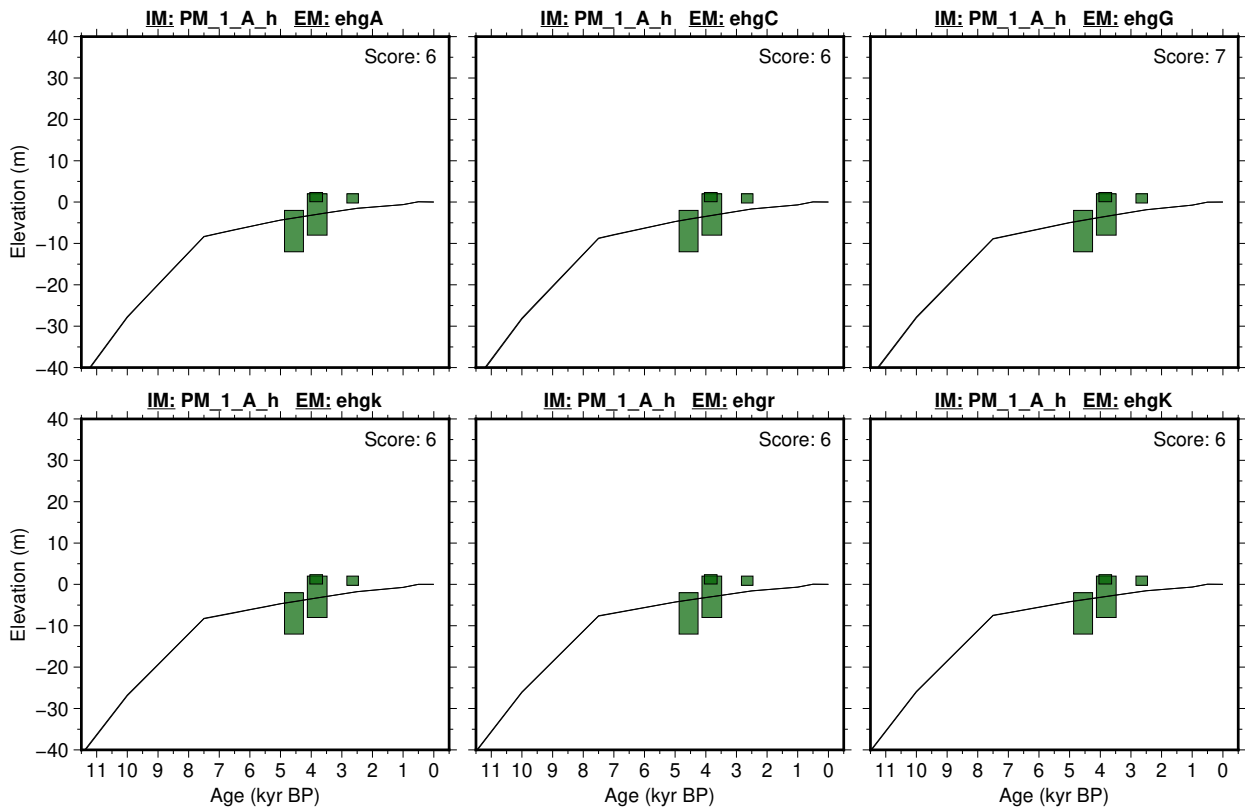 IM: PM_1_A_h EM: ehgA
IM: PM_1_A_h EM: ehgC
IM: PM_1_A_h EM: ehgG
Score: 6
Score: 6
Score: 7
Elevation (m)
40
30
20
10
0
−10
−20
−30
−40
IM: PM_1_A_h EM: ehgk
IM: PM_1_A_h EM: ehgr
IM: PM_1_A_h EM: ehgK
Score: 6
Score: 6
Score: 6
Elevation (m)
40
30
20
10
0
−10
−20
−30
−40
11 10 9 8 7 6 5 4 3 2 1 0
11 10 9 8 7 6 5 4 3 2 1 0
11 10 9 8 7 6 5 4 3 2 1 0
Age (kyr BP)
Age (kyr BP)
Age (kyr BP)